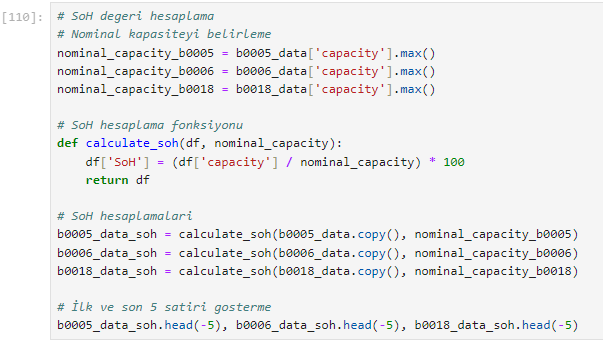 [110]: # SoH degeri hesaplama
# Nominal kapasiteyi belirleme
nominal_capacity_b0005 = b0005_data['capacity'].max()
nominal_capacity_b0006 = b0006_data['capacity'].max()
nominal_capacity_b0018 = b0018_data['capacity'].max()

# SoH hesaplama fonksiyonu
def calculate_soh(df, nominal_capacity):
    df['SoH'] = (df['capacity'] / nominal_capacity) * 100
    return df

# SoH hesaplamalari
b0005_data_soh = calculate_soh(b0005_data.copy(), nominal_capacity_b0005)
b0006_data_soh = calculate_soh(b0006_data.copy(), nominal_capacity_b0006)
b0018_data_soh = calculate_soh(b0018_data.copy(), nominal_capacity_b0018)

# İlk ve son 5 satiri gosterme
b0005_data_soh.head(-5), b0006_data_soh.head(-5), b0018_data_soh.head(-5)